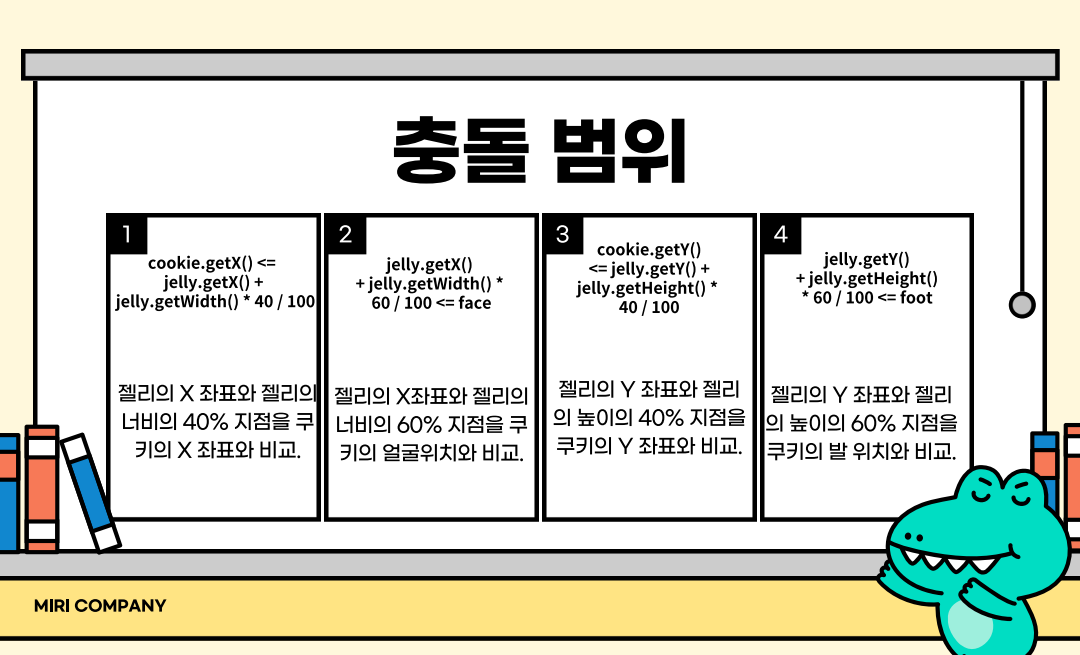 충돌 범위
1
cookie.getX() <=
jelly.getX() +
jelly.getWidth() * 40 / 100
젤리의 X 좌표와 젤리의
너비의 40% 지점을 쿠
키의 X 좌표와 비교.
2
jelly.getX()
+ jelly.getWidth() *
60 / 100 <= face
젤리의 X좌표와 젤리의
너비의 60% 지점을 쿠
키의 얼굴위치와 비교.
3
cookie.getY()
<= jelly.getY() +
jelly.getHeight() *
40 / 100
젤리의 Y 좌표와 젤리
의 높이의 40% 지점을
쿠키의 Y 좌표와 비교.
4
jelly.getY()
+ jelly.getHeight()
* 60 / 100 <= foot
젤리의 Y 좌표와 젤리
의 높이의 60% 지점을
쿠키의 발 위치와 비교.
MIRI COMPANY